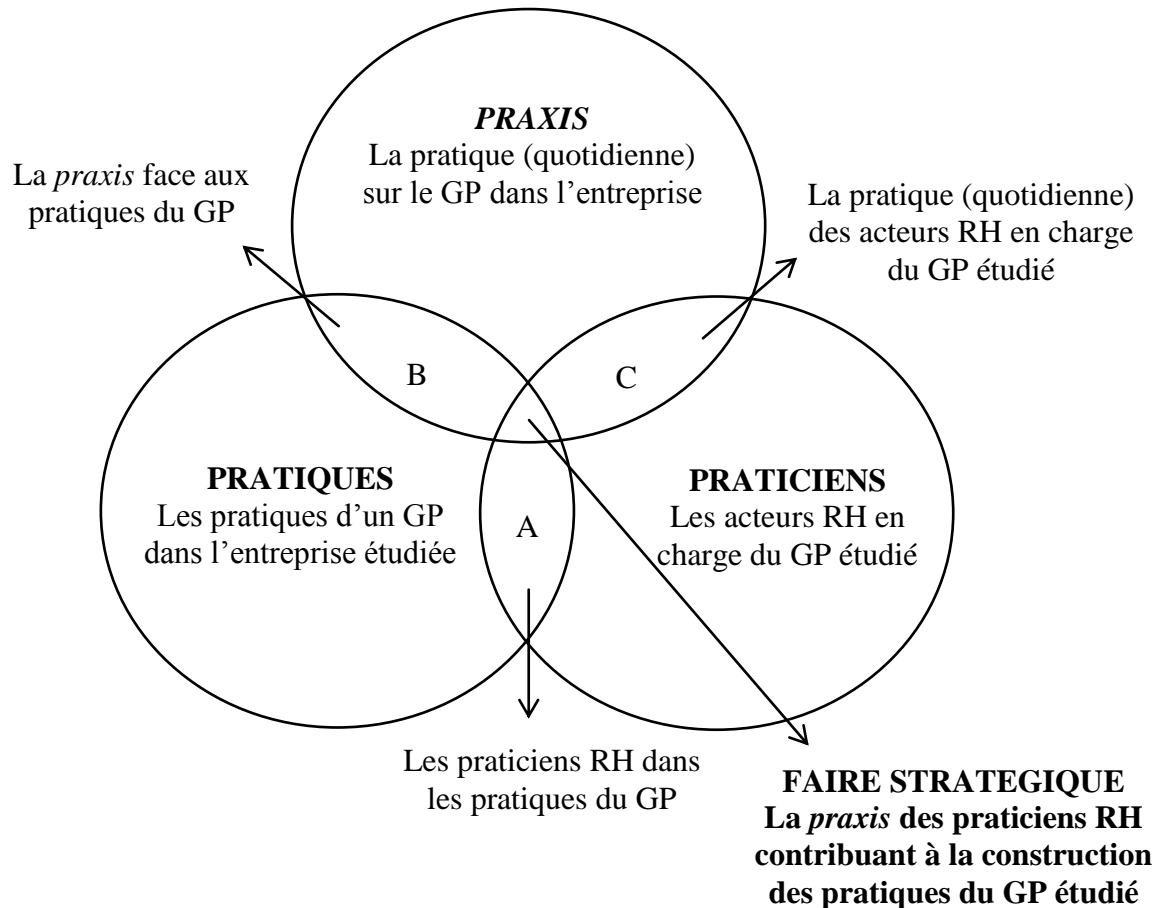 PRAXIS
La pratique (quotidienne)
sur le GP dans l’entreprise
La praxis face aux
pratiques du GP
La pratique (quotidienne)
des acteurs RH en charge
du GP étudié
B
C
PRATIQUES
Les pratiques d’un GP
dans l’entreprise étudiée
A
PRATICIENS
Les acteurs RH en
charge du GP étudié
Les praticiens RH dans
les pratiques du GP
FAIRE STRATEGIQUE
La praxis des praticiens RH
contribuant à la construction
des pratiques du GP étudié